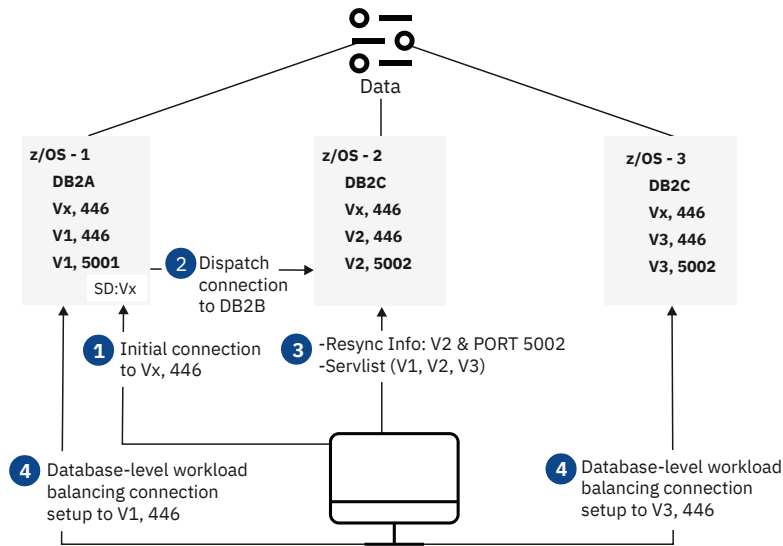 Data
z/OS - 1
DB2A
Vx, 446
V1, 446
V1, 5001
SD:Vx
z/OS - 2
DB2C
Vx, 446
V2, 446
V2, 5002
z/OS - 3
DB2C
Vx, 446
V3, 446
V3, 5002
2 Dispatch
connection
to DB2B
1 Initial connection
to Vx, 446
3 -Resync Info: V2 & PORT 5002
-Servlist (V1, V2, V3)
4 Database-level workload
balancing connection
setup to V1, 446
4 Database-level workload
balancing connection
setup to V3, 446